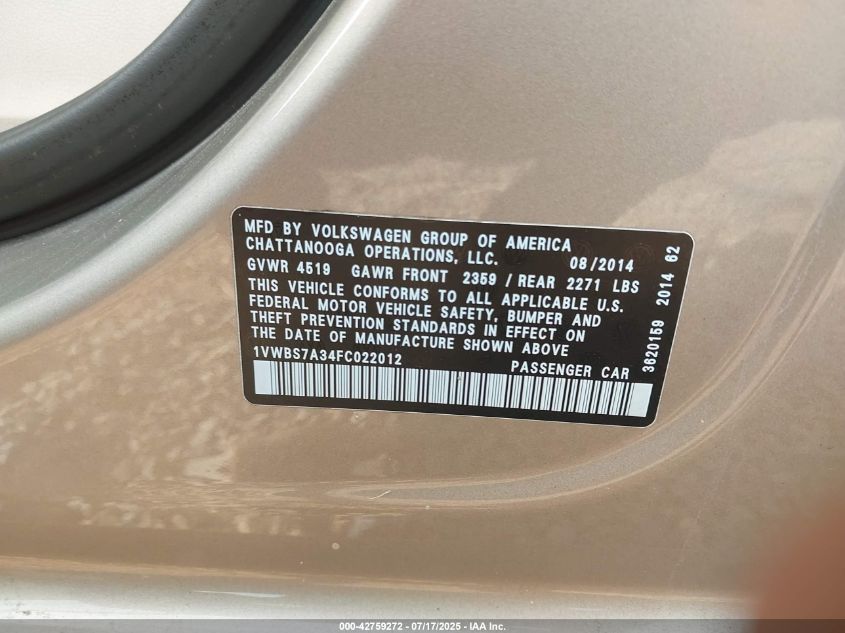 MFD BY VOLKSWAGEN GROUP OF AMERICA
CHATTANOOGA OPERATIONS, LLC. 08/2014
GVWR 4519 GAWR FRONT 2359 / REAR 2271 LBS
THIS VEHICLE CONFORMS TO ALL APPLICABLE U.S.
FEDERAL MOTOR VEHICLE SAFETY, BUMPER AND
THEFT PREVENTION STANDARDS IN EFFECT ON
THE DATE OF MANUFACTURE SHOWN ABOVE
1VWBS7A34FC022012 PASSENGER CAR
3620159 2014 62
000-42759272 - 07/17/2025 - IAA Inc.